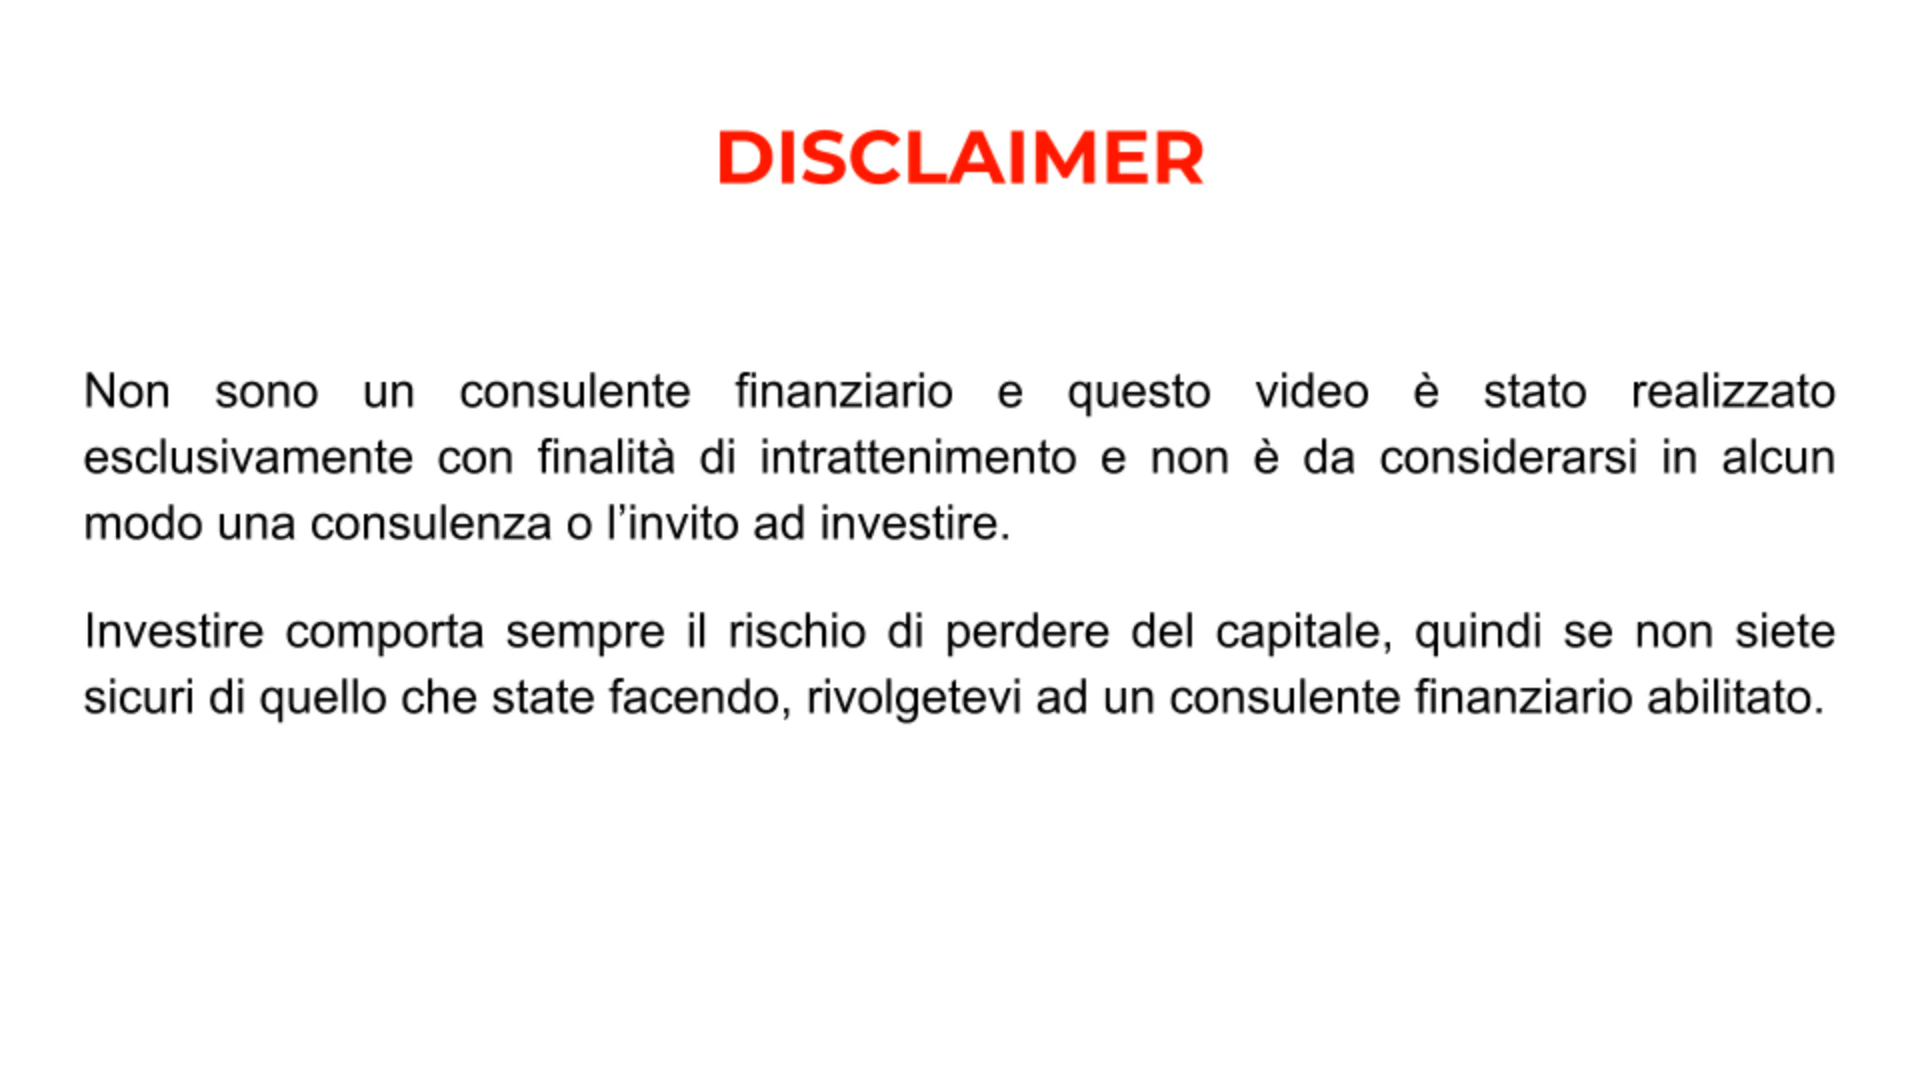 DISCLAIMER
Non sono un consulente finanziario e questo video è stato realizzato
esclusivamente con finalità di intrattenimento e non è da considerarsi in alcun
modo una consulenza o l’invito ad investire.
Investire comporta sempre il rischio di perdere del capitale, quindi se non siete
sicuri di quello che state facendo, rivolgetevi ad un consulente finanziario abilitato.